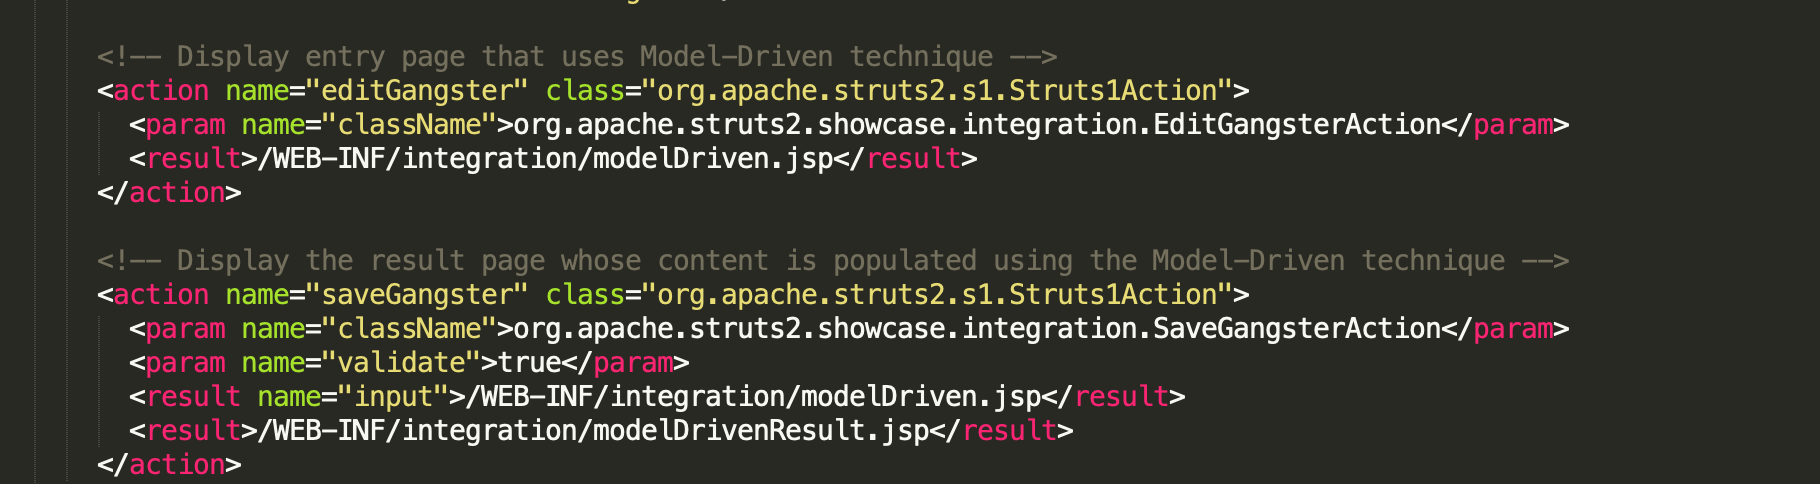 <!-- Display entry page that uses Model-Driven technique -->
<action name="editGangster" class="org.apache.struts2.s1.Struts1Action">
<param name="className">org.apache.struts2.showcase.integration.EditGangsterAction</param>
<result>/WEB-INF/integration/modelDriven.jsp</result>
</action>
<!-- Display the result page whose content is populated using the Model-Driven technique -->
<action name="saveGangster" class="org.apache.struts2.s1.Struts1Action">
<param name="className">org.apache.struts2.showcase.integration.SaveGangsterAction</param>
<param name="validate">true</param>
<result name="input">/WEB-INF/integration/modelDriven.jsp</result>
<result>/WEB-INF/integration/modelDrivenResult.jsp</result>
</action>